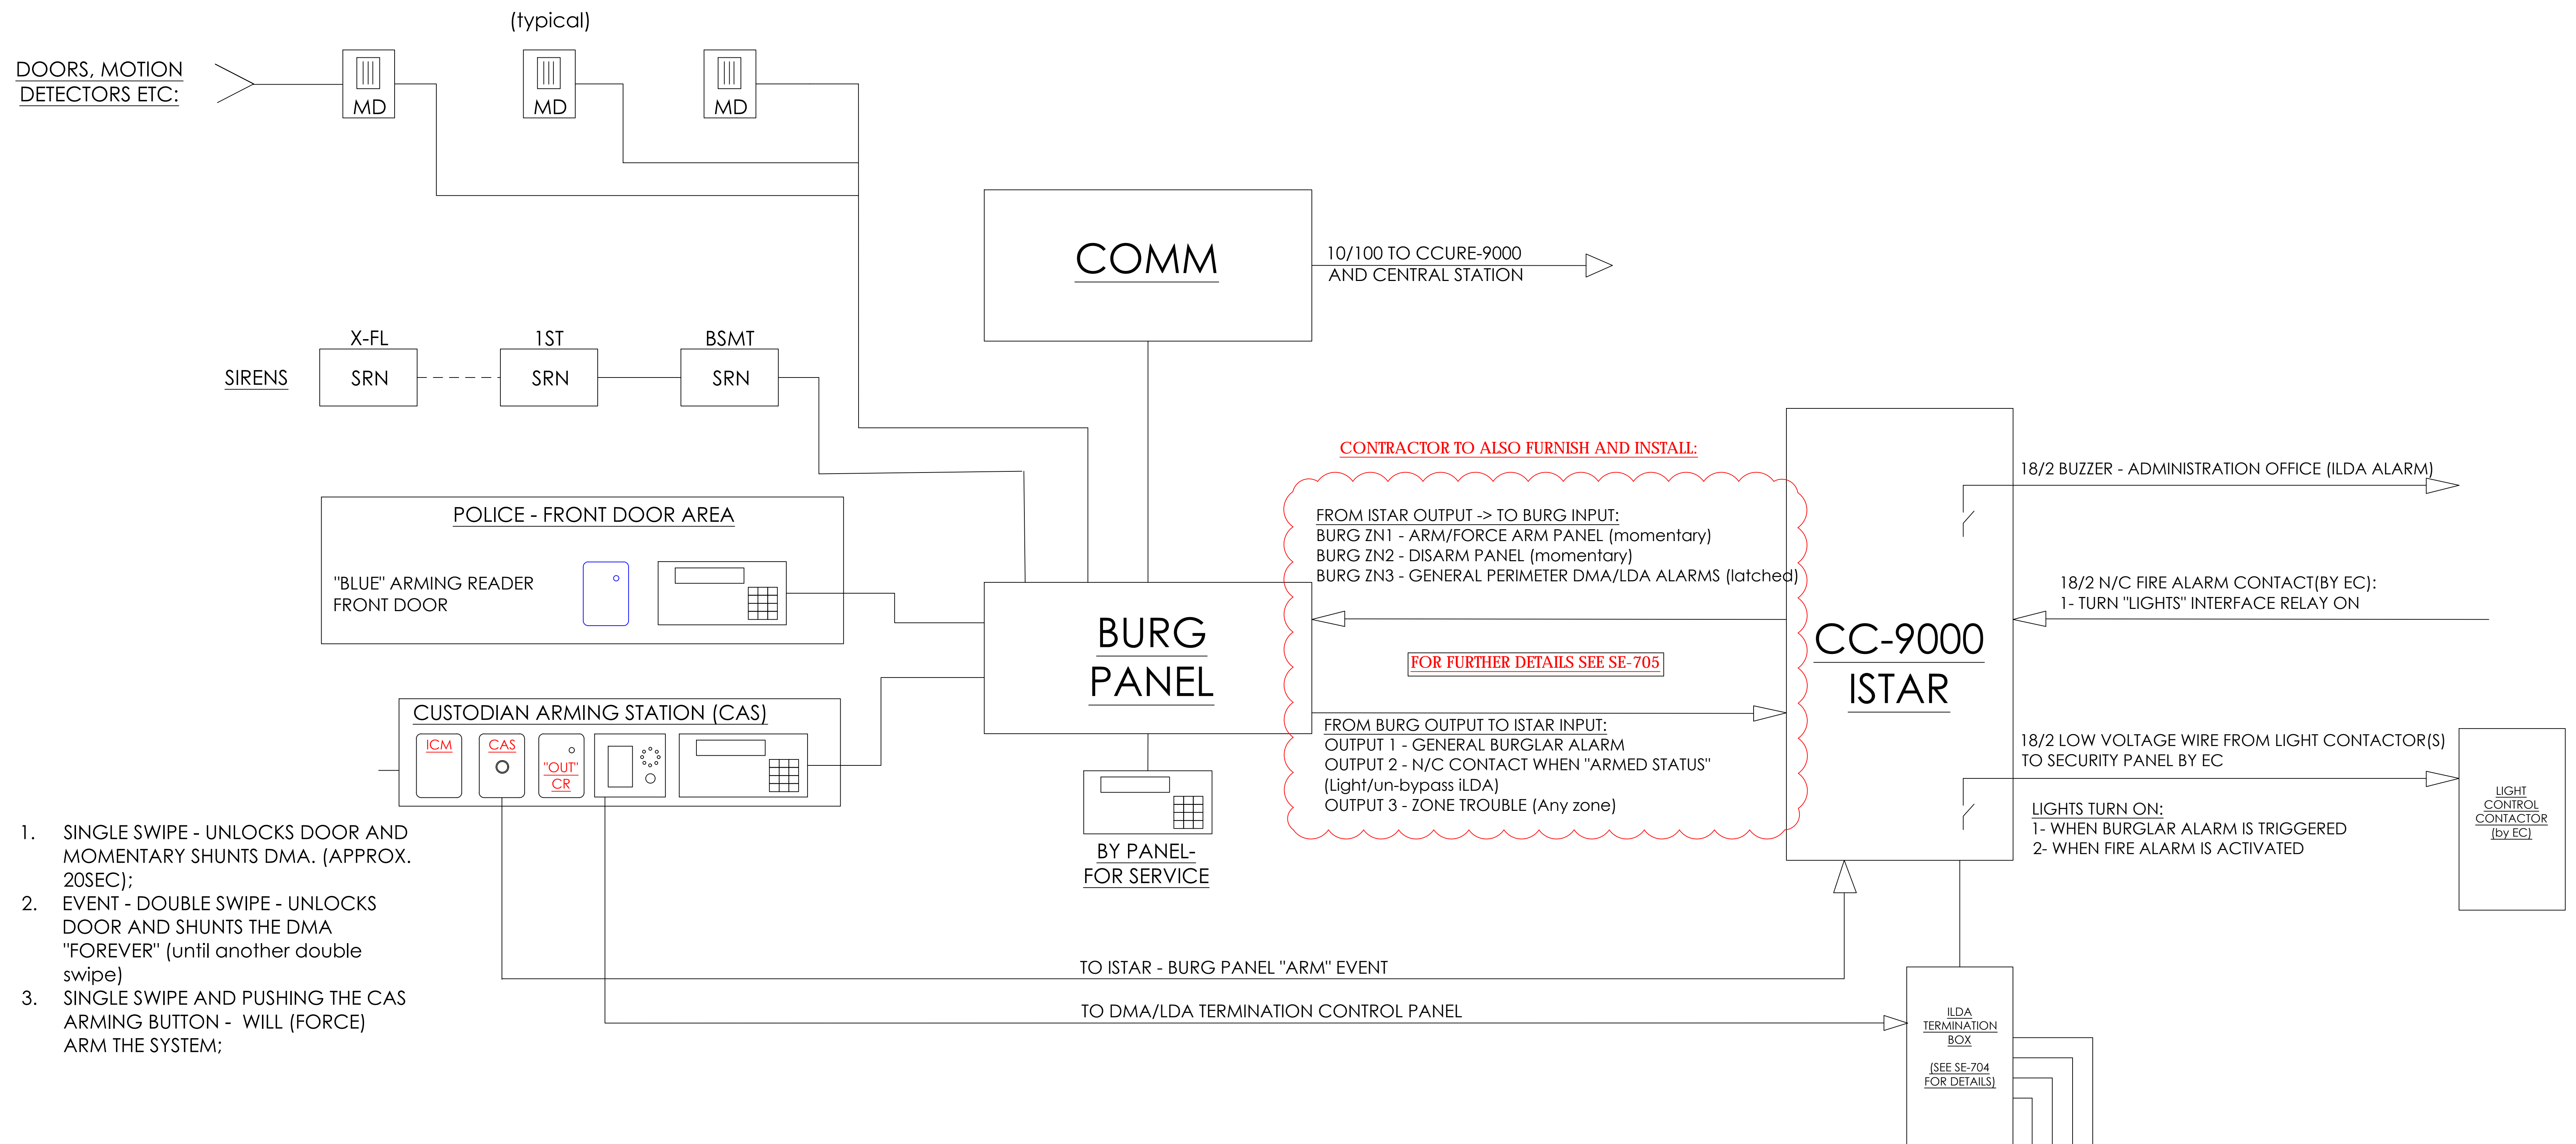 (typical)
DOORS, MOTION
DETECTORS ETC:
MD
MD
MD
COMM
10/100 TO CCURE-9000
AND CENTRAL STATION
X-FL
1ST
BSMT
SIRENS
SRN
SRN
SRN
CONTRACTOR TO ALSO FURNISH AND INSTALL:
18/2 BUZZER - ADMINISTRATION OFFICE (ILDA ALARM)
POLICE - FRONT DOOR AREA
"BLUE" ARMING READER
FRONT DOOR
FROM ISTAR OUTPUT -> TO BURG INPUT:
BURG ZN1 - ARM/FORCE ARM PANEL (momentary)
BURG ZN2 - DISARM PANEL (momentary)
BURG ZN3 - GENERAL PERIMETER DMA/LDA ALARMS (latched)
18/2 N/C FIRE ALARM CONTACT(BY EC):
1- TURN "LIGHTS" INTERFACE RELAY ON
BURG
PANEL
FOR FURTHER DETAILS SEE SE-705
CC-9000
ISTAR
CUSTODIAN ARMING STATION (CAS)
ICM
CAS
"OUT"
CR
FROM BURG OUTPUT TO ISTAR INPUT:
OUTPUT 1 - GENERAL BURGLAR ALARM
OUTPUT 2 - N/C CONTACT WHEN "ARMED STATUS"
(Light/un-bypass iLDA)
OUTPUT 3 - ZONE TROUBLE (Any zone)
18/2 LOW VOLTAGE WIRE FROM LIGHT CONTACTOR(S)
TO SECURITY PANEL BY EC
LIGHTS TURN ON:
1- WHEN BURGLAR ALARM IS TRIGGERED
2- WHEN FIRE ALARM IS ACTIVATED
LIGHT
CONTROL
CONTACTOR
(by EC)
BY PANEL-
FOR SERVICE
1. SINGLE SWIPE - UNLOCKS DOOR AND
MOMENTARY SHUNTS DMA. (APPROX.
20SEC);
2. EVENT - DOUBLE SWIPE - UNLOCKS
DOOR AND SHUNTS THE DMA
"FOREVER" (until another double
swipe)
3. SINGLE SWIPE AND PUSHING THE CAS
ARMING BUTTON - WILL (FORCE)
ARM THE SYSTEM;
TO ISTAR - BURG PANEL "ARM" EVENT
TO DMA/LDA TERMINATION CONTROL PANEL
ILDA
TERMINATION
BOX
(SEE SE-704
FOR DETAILS)